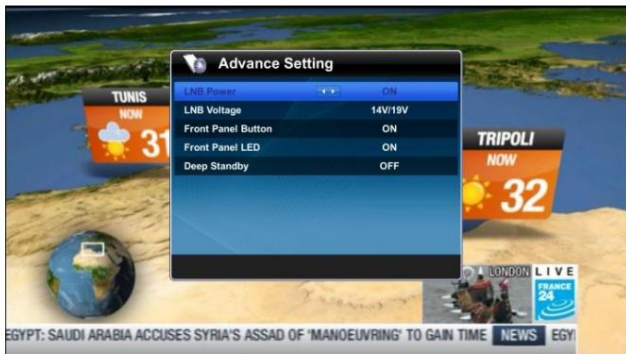 Advance Setting
LNB Power ON
LNB Voltage 14V/19V
Front Panel Button ON
Front Panel LED ON
Deep Standby OFF
TUNIS
NOW
31
TRIPOLI
NOW
32
LONDON LIVE
FRANCE
24
EGYPT: SAUDI ARABIA ACCUSES SYRIA'S ASSAD OF "MANOEUVRING" TO GAIN TIME NEWS EGY